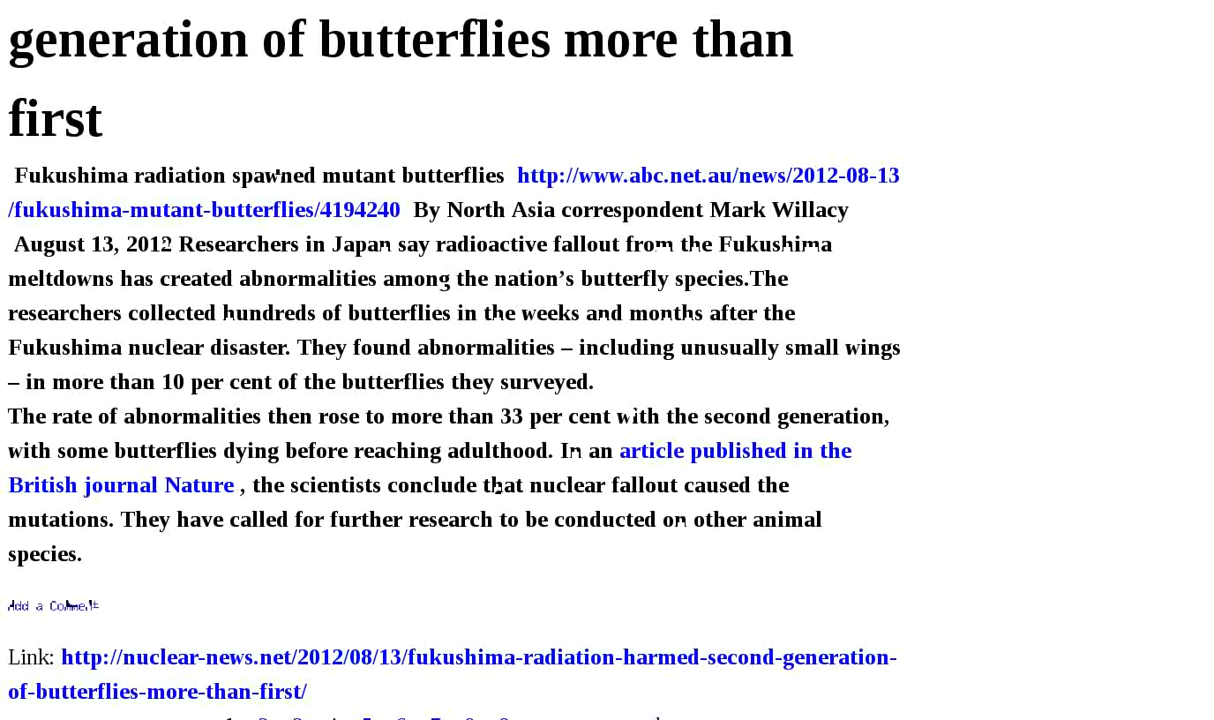 generation of butterflies more than
first
Fukushima radiation spawned mutant butterflies http://www.abc.net.au/news/2012-08-13
/fukushima-mutant-butterflies/4194240 By North Asia correspondent Mark Willacy
August 13, 2012 Researchers in Japan say radioactive fallout from the Fukushima
meltdowns has created abnormalities among the nation’s butterfly species.The
researchers collected hundreds of butterflies in the weeks and months after the
Fukushima nuclear disaster. They found abnormalities – including unusually small wings
– in more than 10 per cent of the butterflies they surveyed.
The rate of abnormalities then rose to more than 33 per cent with the second generation,
with some butterflies dying before reaching adulthood. In an article published in the
British journal Nature , the scientists conclude that nuclear fallout caused the
mutations. They have called for further research to be conducted on other animal
species.
Add a Comment
Link: http://nuclear-news.net/2012/08/13/fukushima-radiation-harmed-second-generation-
of-butterflies-more-than-first/